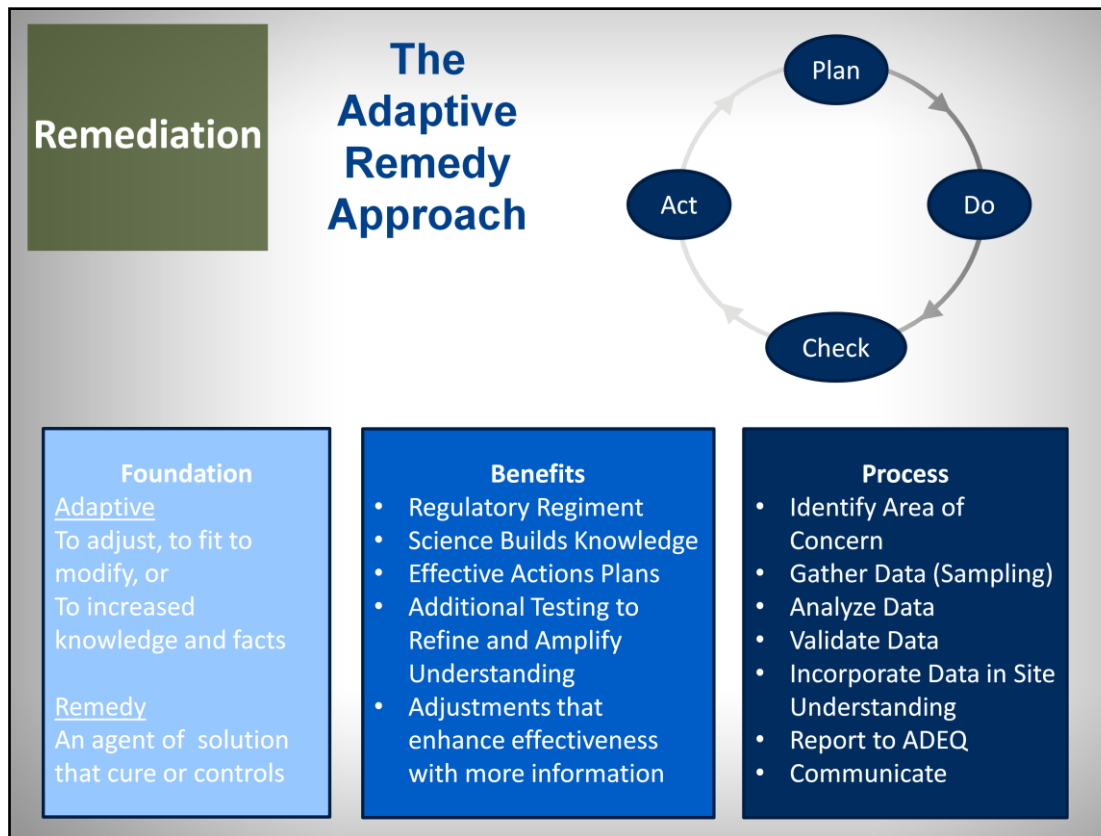 Remediation
The
Adaptive
Remedy
Approach
Plan
Do
Check
Act
Foundation
Adaptive
To adjust, to fit to
modify, or
To increased
knowledge and facts
Remedy
An agent of  solution
that cure or controls
Benefits
• Regulatory Regiment
• Science Builds Knowledge
• Effective Actions Plans
• Additional Testing to
Refine and Amplify
Understanding
• Adjustments that
enhance effectiveness
with more information
Process
• Identify Area of
Concern
• Gather Data (Sampling)
• Analyze Data
• Validate Data
• Incorporate Data in Site
Understanding
• Report to ADEQ
• Communicate